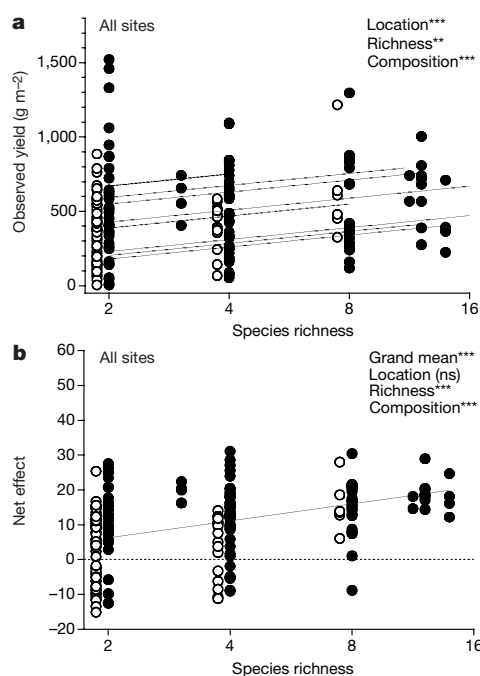 a
All sites
Location***
Richness**
Composition***
Observed yield (g m–2)
1,500
1,000
500
0
2 4 8 16
Species richness
b
All sites
Grand mean***
Location (ns)
Richness***
Composition***
Net effect
60
50
40
30
20
10
0
–10
–20
2 4 8 16
Species richness